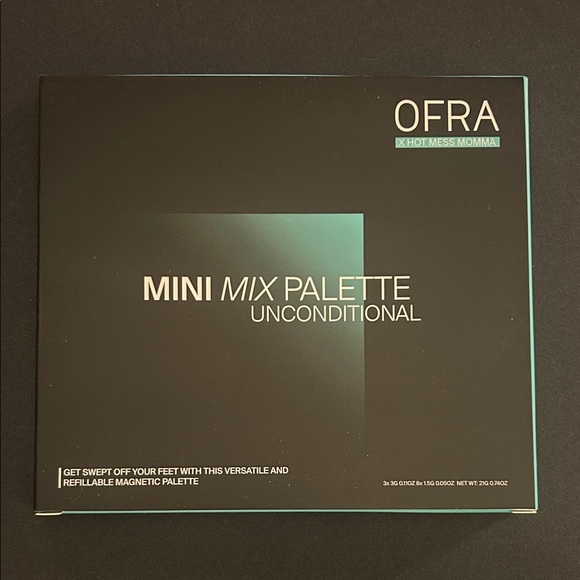 OFRA
X HOT MESS MOMMA
MINI MIX PALETTE
UNCONDITIONAL
GET SWEPT OFF YOUR FEET WITH THIS VERSATILE AND
REFILLABLE MAGNETIC PALETTE
3x 3G 0.11OZ 8x 1.5G 0.05OZ NET WT: 21G 0.74OZ